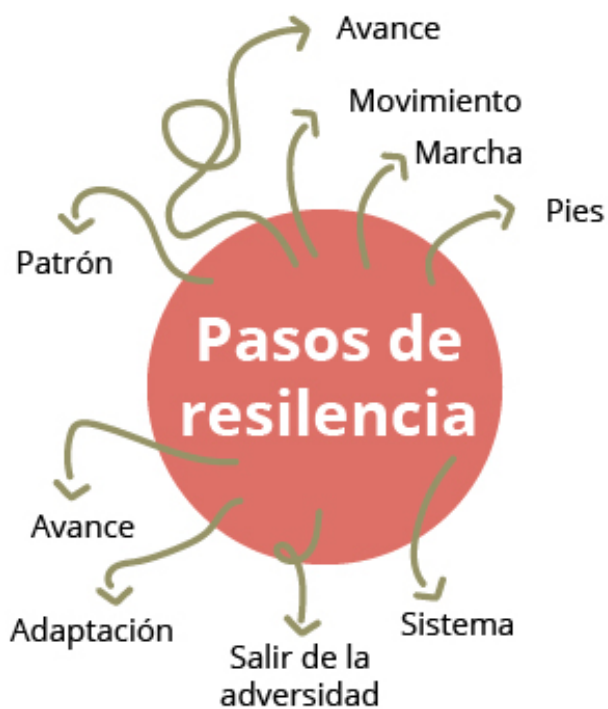 Avance
Movimiento
Marcha
Pies
Patrón
Pasos de
resilencia
Avance
Adaptación
Salir de la
adversidad
Sistema